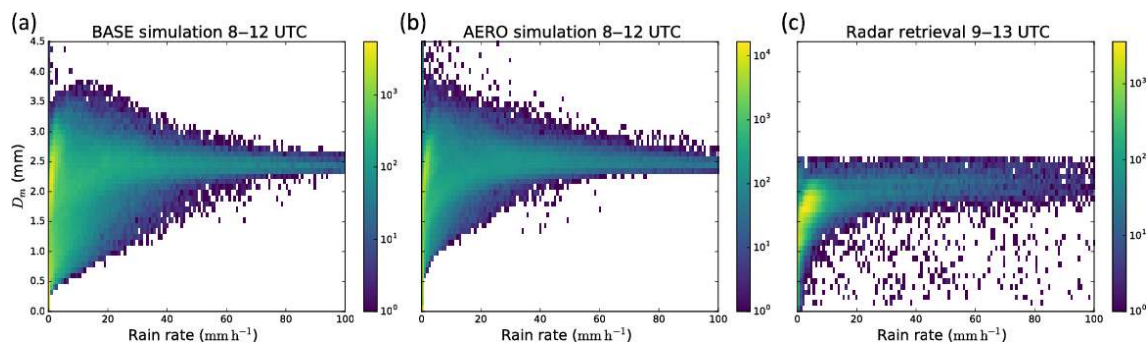 (a) BASE simulation 8–12 UTC
4.5
4.0
3.5
3.0
2.5
2.0
1.5
1.0
0.5
0.0
D_m (mm)
0 20 40 60 80 100
Rain rate (mm h⁻¹)
10³
10²
10¹
10⁰
(b) AERO simulation 8–12 UTC
0 20 40 60 80 100
Rain rate (mm h⁻¹)
10⁴
10³
10²
10¹
10⁰
(c) Radar retrieval 9–13 UTC
0 20 40 60 80 100
Rain rate (mm h⁻¹)
10³
10²
10¹
10⁰